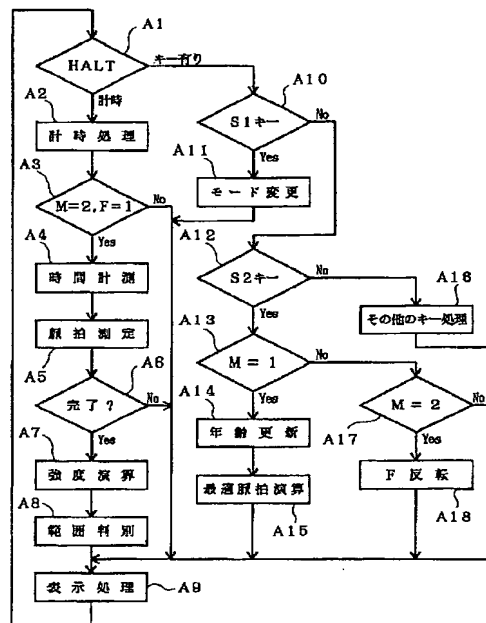 A1
HALT
キー有り
計時
A2
計時処理
A3
M=2,F=1
No
Yes
A4
時間計測
脈拍測定
A5
A6
完了?
No
Yes
A7
強度演算
A8
範囲判別
表示処理
A9
A10
S1キー
No
Yes
A11
モード変更
A12
S2キー
No
Yes
A16
その他のキー処理
A13
M=1
No
Yes
A14
年齢更新
最適脈拍演算
A15
M=2
No
A17
Yes
F反転
A18